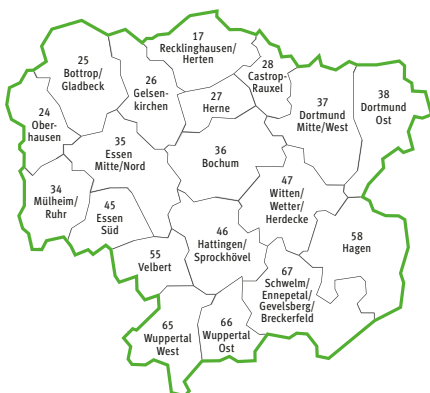 17
Recklinghausen/
Herten
25
Bottrop/
Gladbeck
26
Gelsen-
kirchen
28
Castrop-
Rauxel
27
Herne
37
Dortmund
Mitte/West
38
Dortmund
Ost
24
Ober-
hausen
35
Essen
Mitte/Nord
36
Bochum
34
Mülheim/
Ruhr
45
Essen
Süd
47
Witten/
Wetter/
Herdecke
46
Hattingen/
Sprockhövel
58
Hagen
55
Velbert
67
Schwelm/
Ennepetal/
Gevelsberg/
Breckerfeld
65
Wuppertal
West
66
Wuppertal
Ost